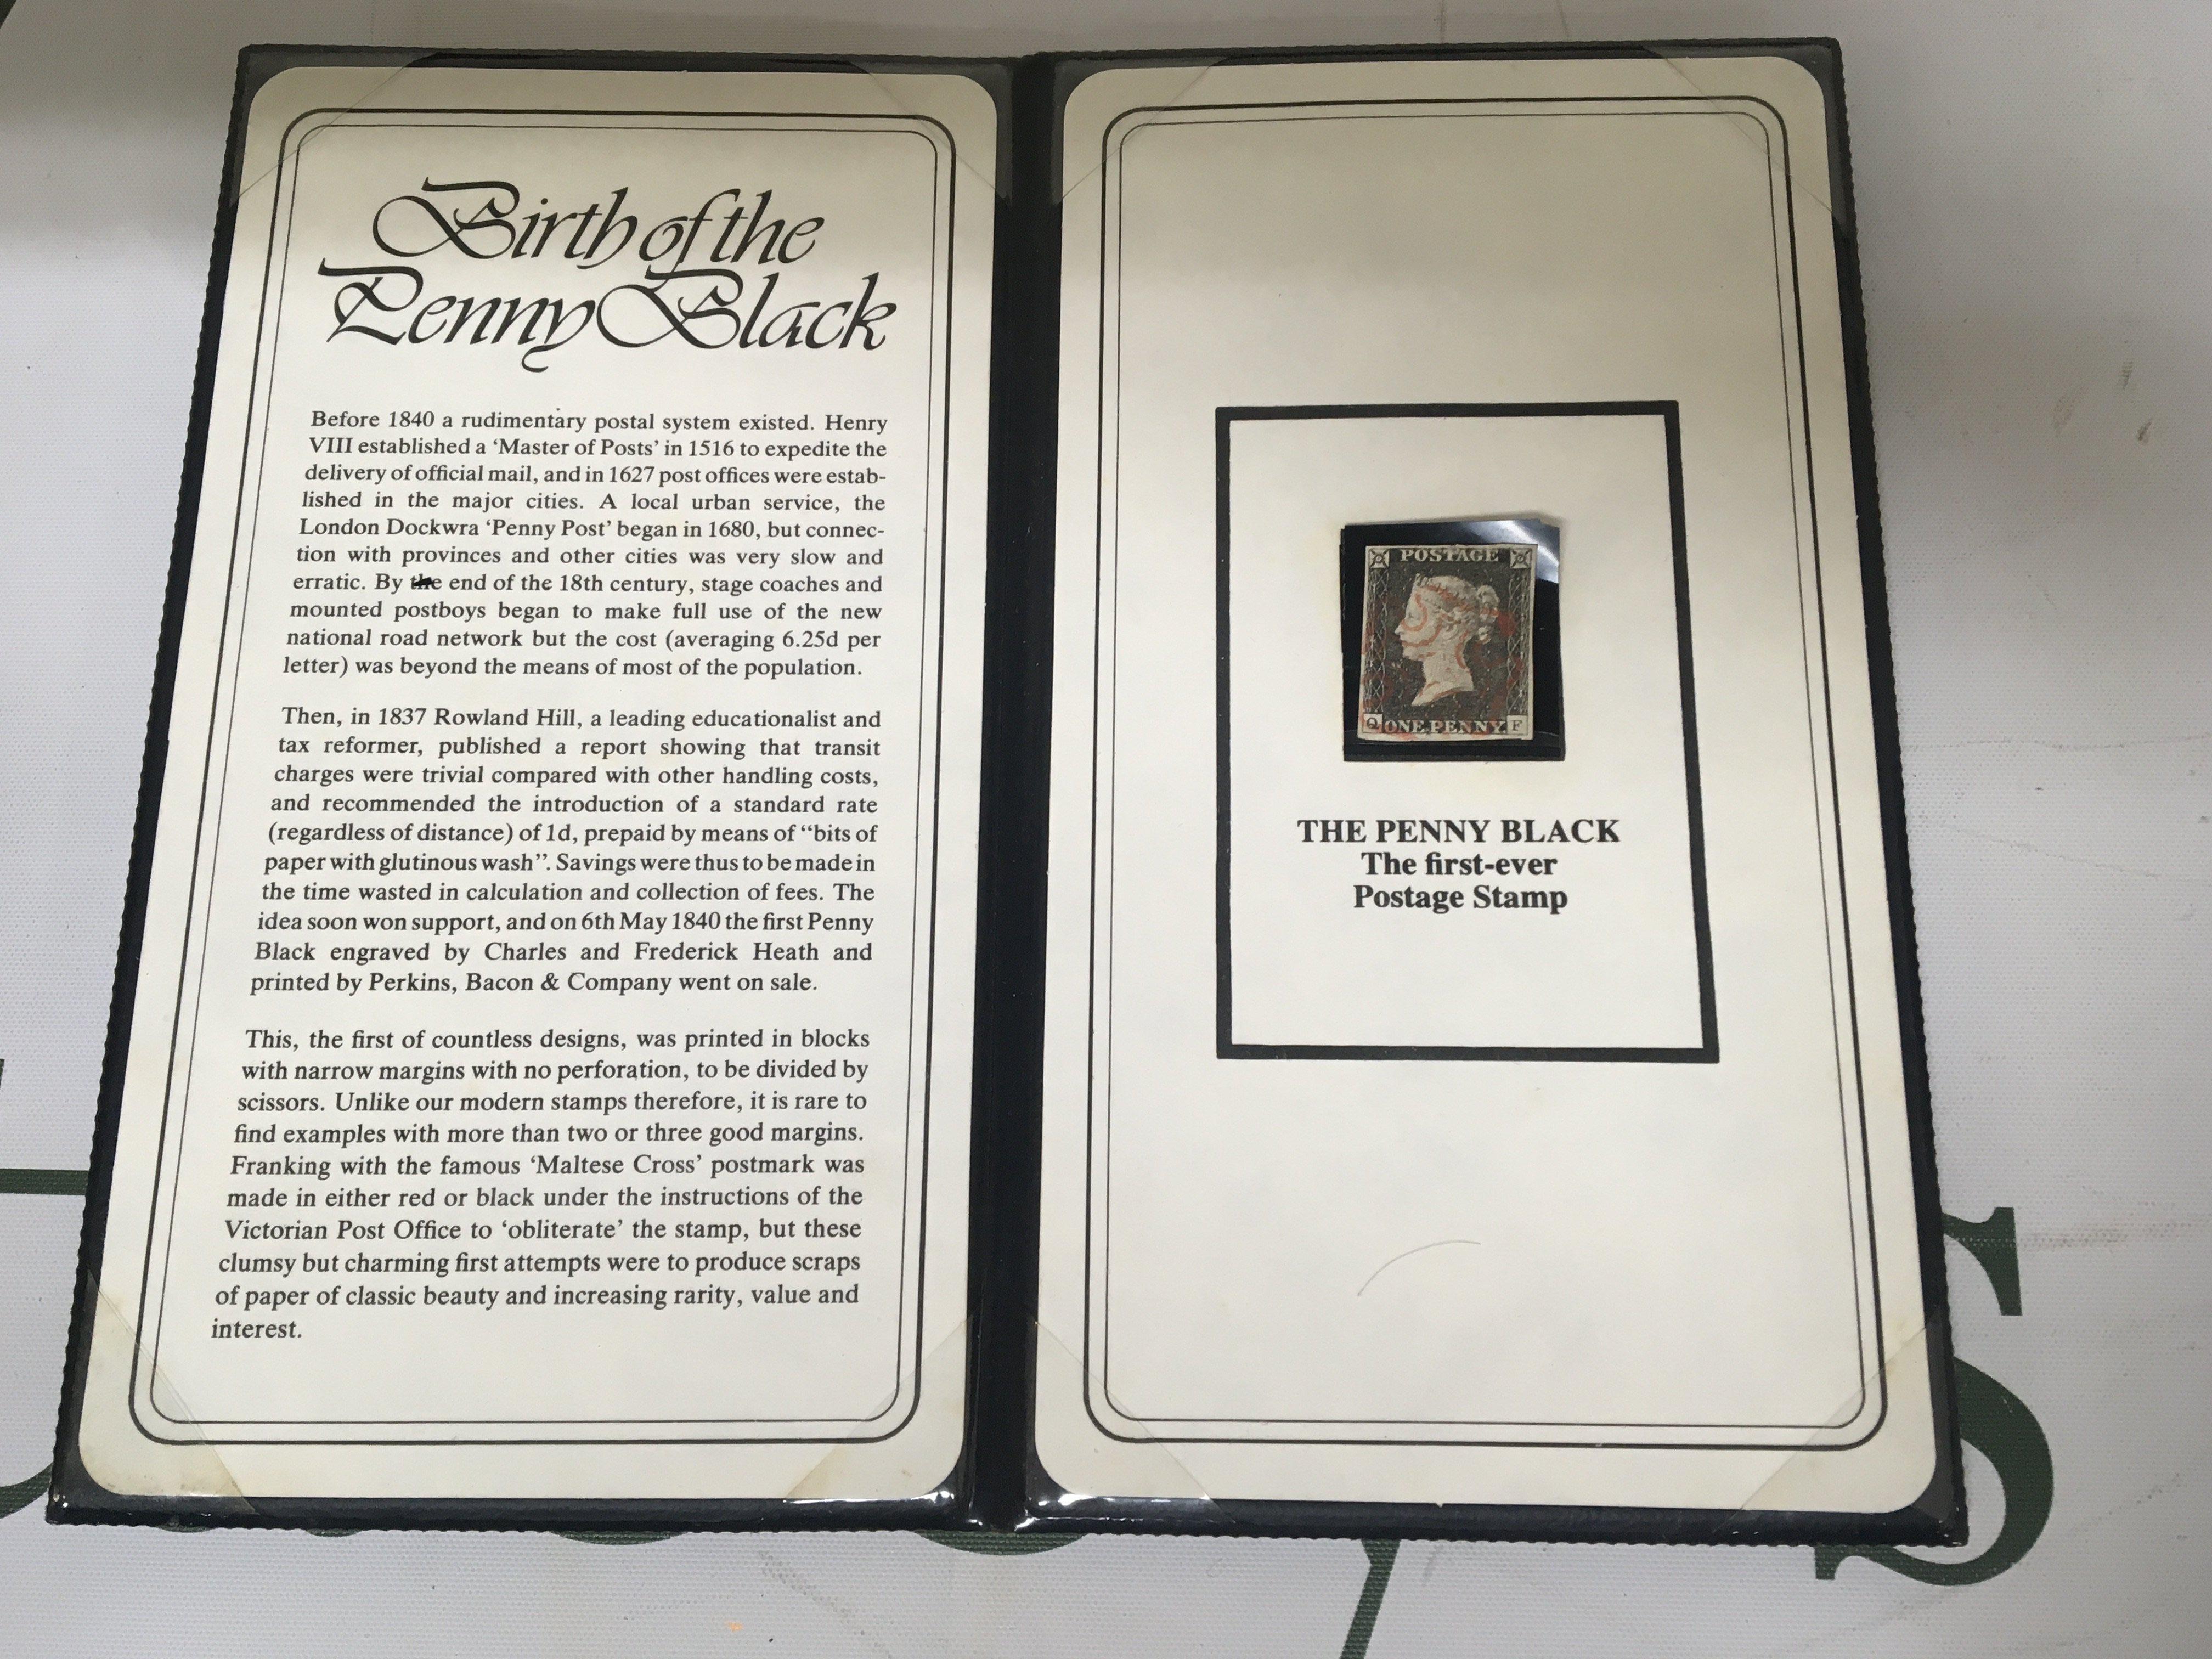 Birth of the
Penny Black
Before 1840 a rudimentary postal system existed. Henry
VIII established a ‘Master of Posts’ in 1516 to expedite the
delivery of official mail, and in 1627 post offices were estab-
lished in the major cities. A local urban service, the
London Dockwra ‘Penny Post’ began in 1680, but connec-
tion with provinces and other cities was very slow and
erratic. By the end of the 18th century, stage coaches and
mounted postboys began to make full use of the new
national road network but the cost (averaging 6.25d per
letter) was beyond the means of most of the population.
Then, in 1837 Rowland Hill, a leading educationalist and
tax reformer, published a report showing that transit
charges were trivial compared with other handling costs,
and recommended the introduction of a standard rate
(regardless of distance) of 1d, prepaid by means of “bits of
paper with glutinous wash”. Savings were thus to be made in
the time wasted in calculation and collection of fees. The
idea soon won support, and on 6th May 1840 the first Penny
Black engraved by Charles and Frederick Heath and
printed by Perkins, Bacon & Company went on sale.
This, the first of countless designs, was printed in blocks
with narrow margins with no perforation, to be divided by
scissors. Unlike our modern stamps therefore, it is rare to
find examples with more than two or three good margins.
Franking with the famous ‘Maltese Cross’ postmark was
made in either red or black under the instructions of the
Victorian Post Office to ‘obliterate’ the stamp, but these
clumsy but charming first attempts were to produce scraps
of paper of classic beauty and increasing rarity, value and
interest.
POSTAGE
Q ONE PENNY F
THE PENNY BLACK
The first-ever
Postage Stamp